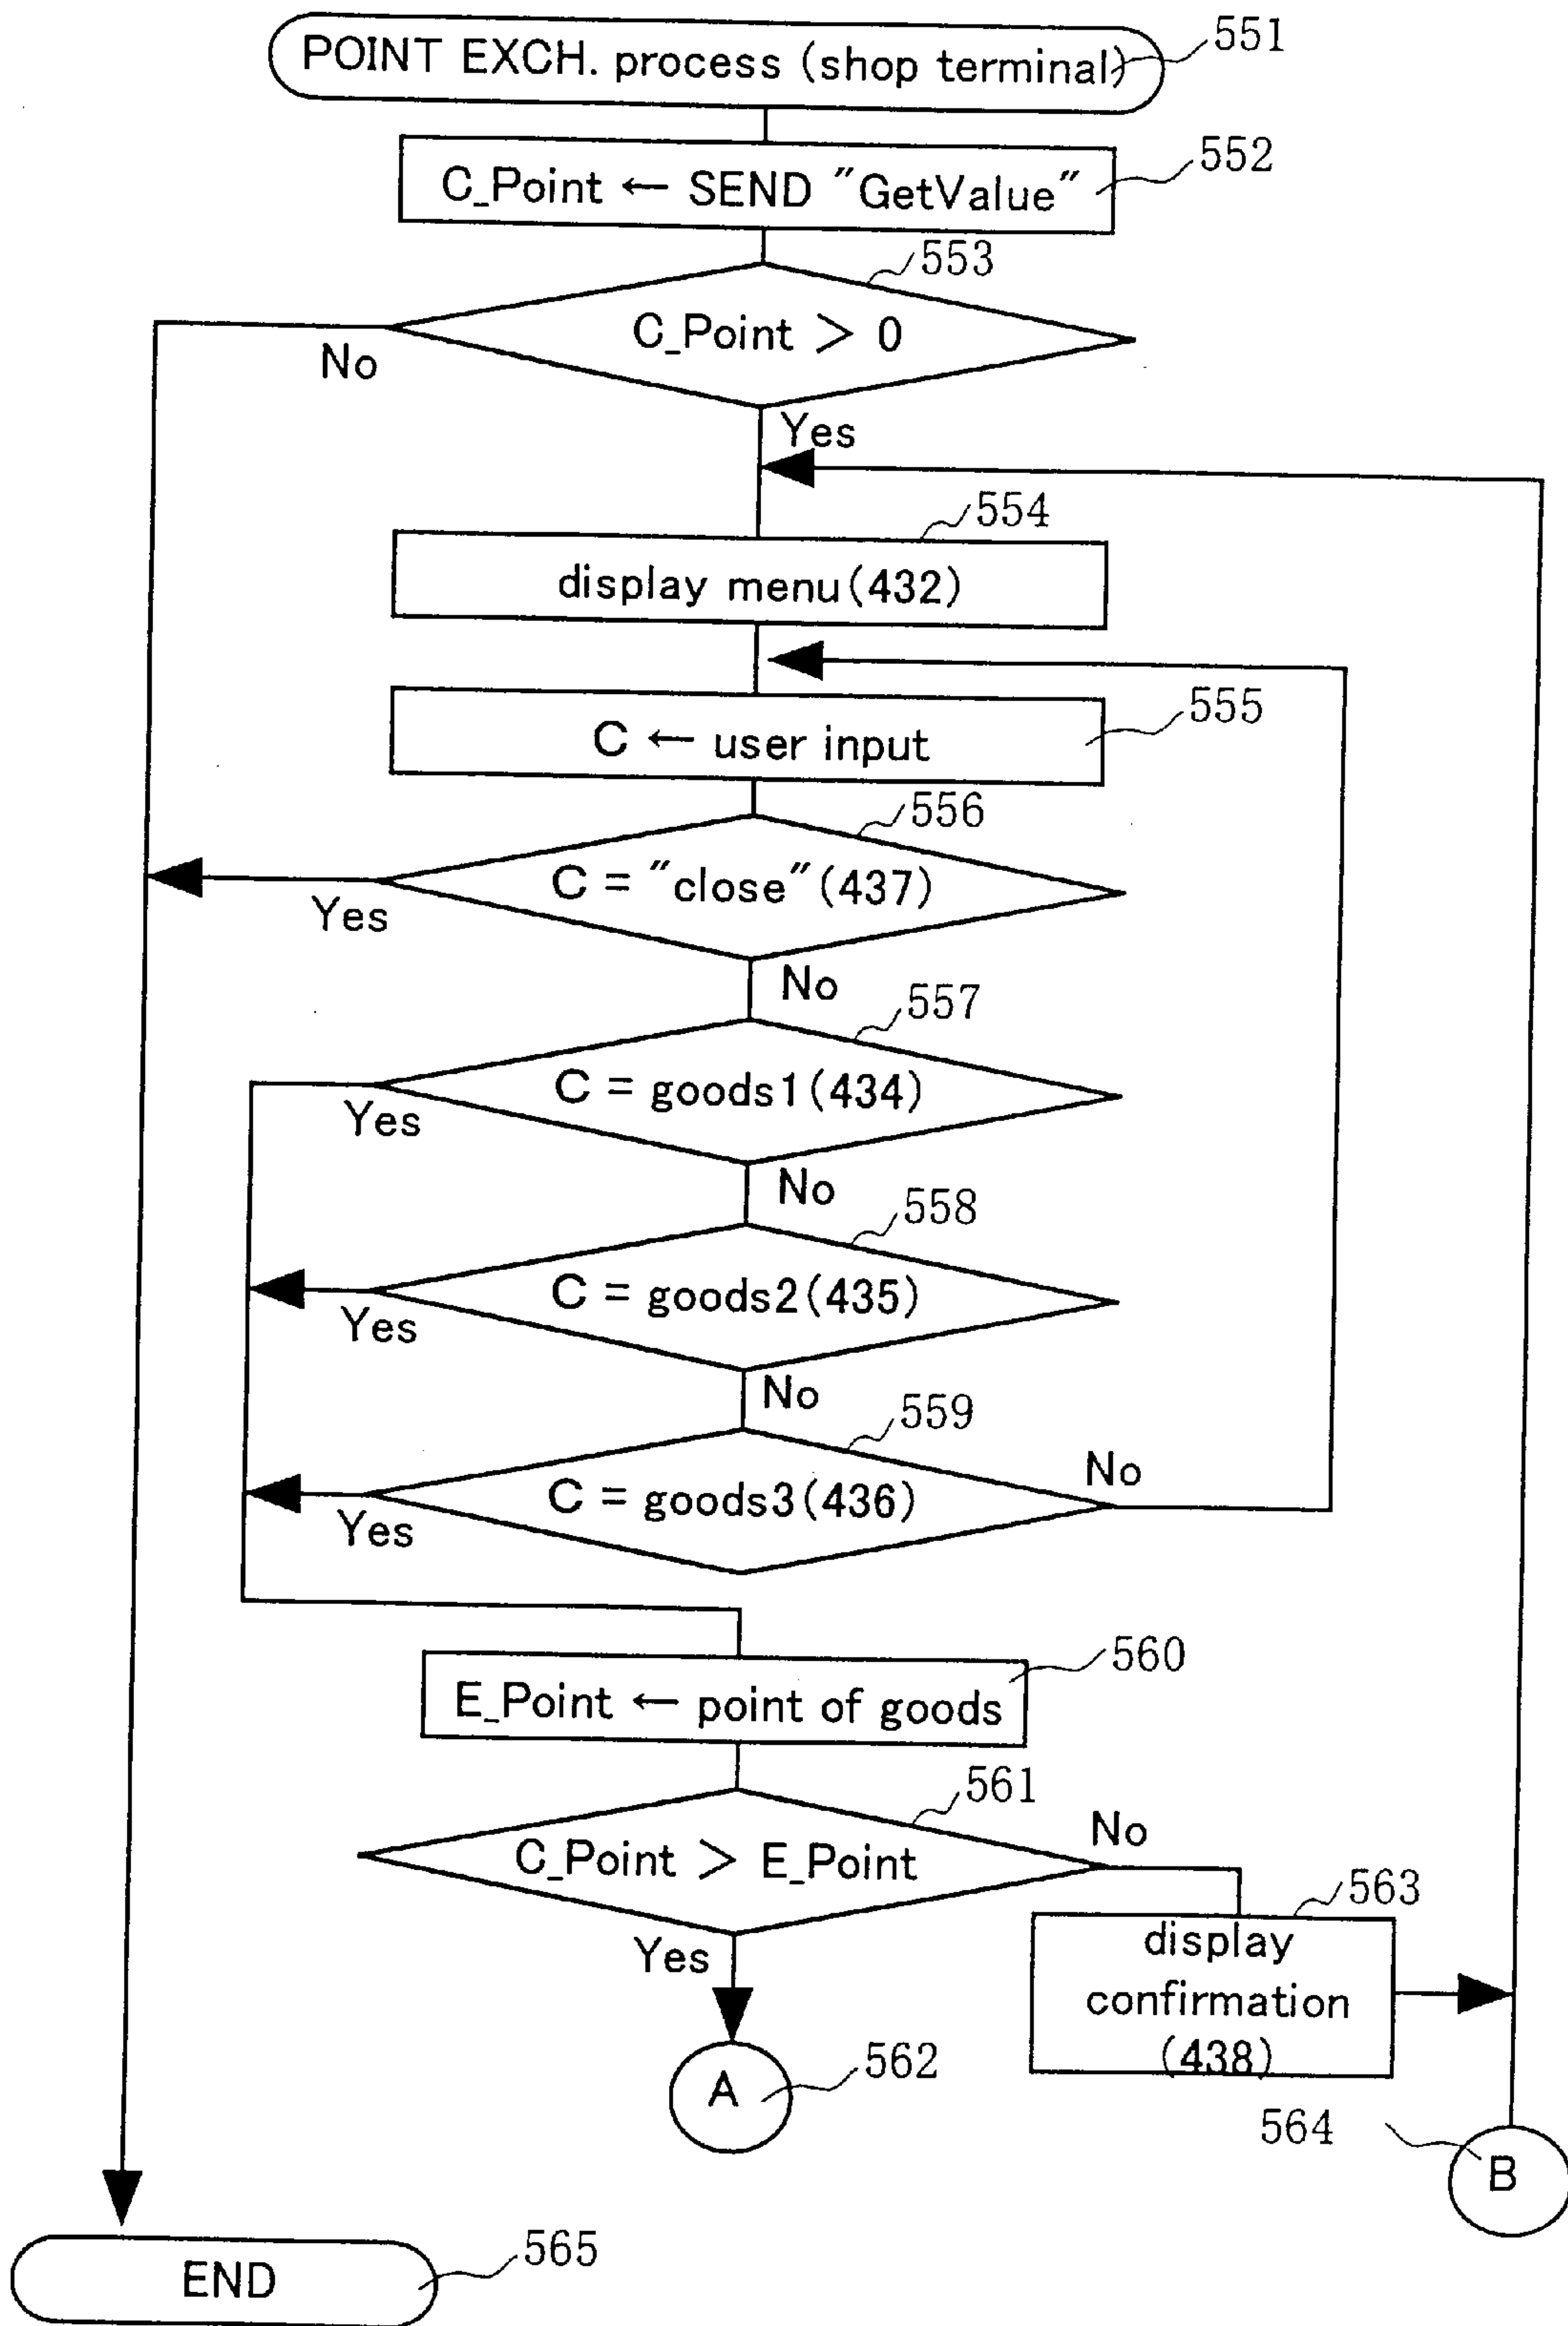 POINT EXCH. process (shop terminal)
551
C_Point ← SEND "GetValue"
552
553
C_Point > 0
No
Yes
554
display menu(432)
555
C ← user input
556
C = "close"(437)
Yes
No
557
C = goods1(434)
Yes
No
558
C = goods2(435)
Yes
No
559
C = goods3(436)
No
Yes
560
E_Point ← point of goods
561
C_Point > E_Point
No
Yes
563
display
confirmation
(438)
A
562
564
B
END
565